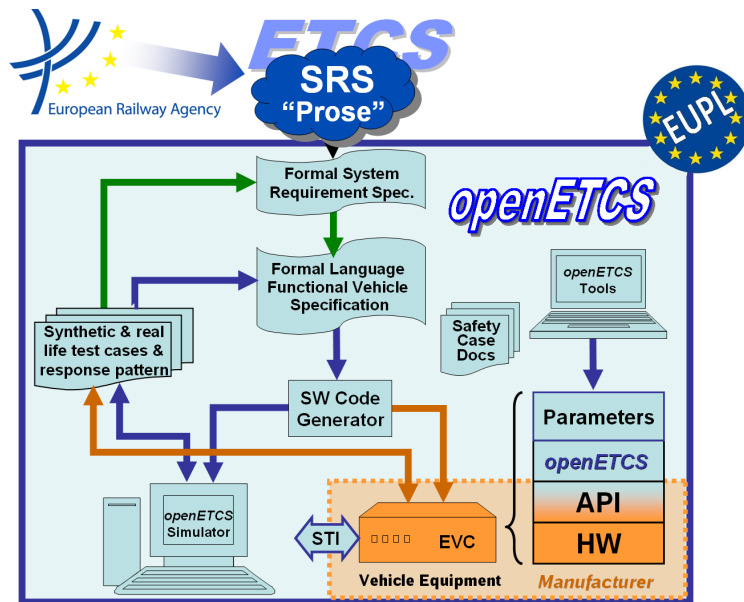 ETCS
SRS
“Prose”
European Railway Agency
EUPL
Formal System
Requirement Spec.
openETCS
Formal Language
Functional Vehicle
Specification
openETCS
Tools
Synthetic & real
life test cases &
response pattern
Safety
Case
Docs
SW Code
Generator
Parameters
openETCS
API
HW
openETCS
Simulator
STI
EVC
Vehicle Equipment
Manufacturer